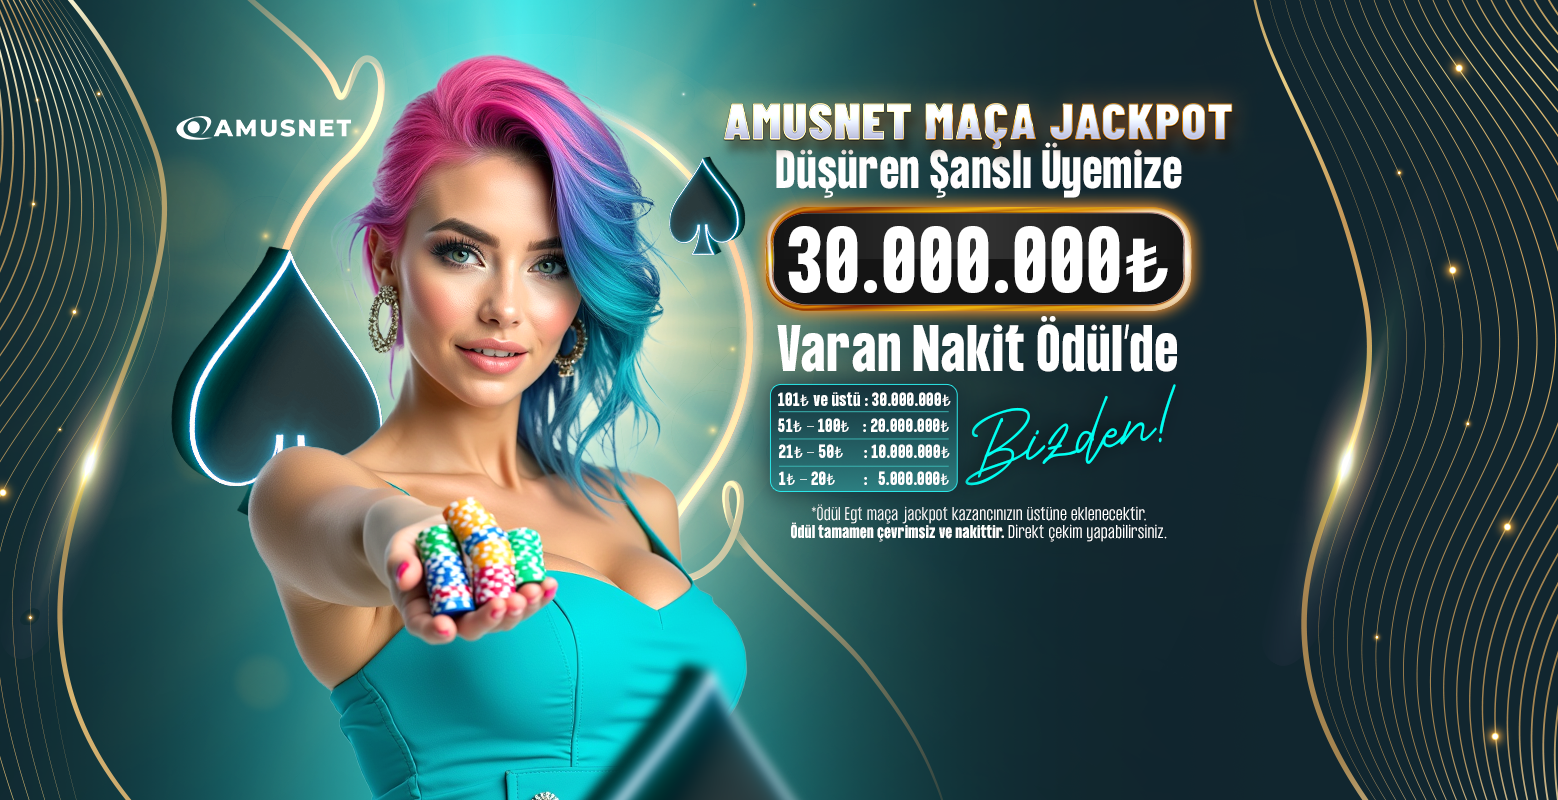 AMUSNET
AMUSNET MAÇA JACKPOT
Düşüren Şanslı Üyemize
30.000.000₺
Varan Nakit Ödül'de
101₺ ve üstü : 30.000.000₺
51₺ – 100₺ : 20.000.000₺
21₺ – 50₺ : 10.000.000₺
1₺ – 20₺ : 5.000.000₺
Bizden!
*Ödül Egt maça jackpot kazancınızın üstüne eklenecektir.
Ödül tamamen çevrimsiz ve nakittir. Direkt çekim yapabilirsiniz.